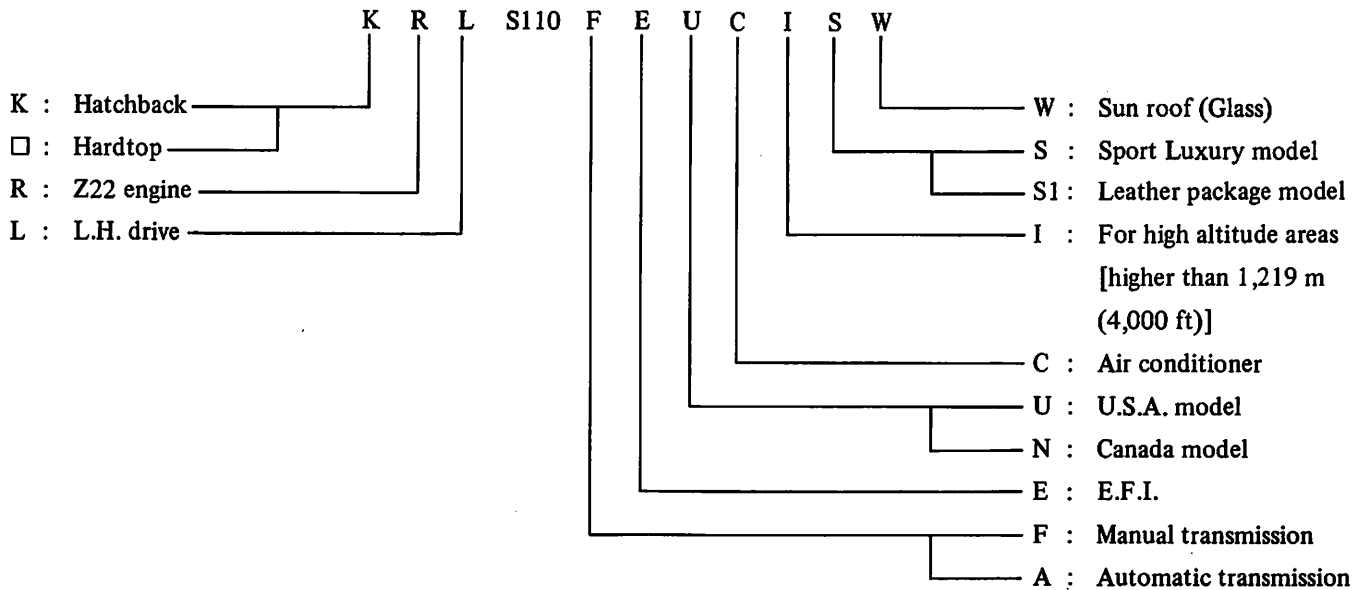 K R L S110 F E U C I S W
K : Hatchback
□ : Hardtop
R : Z22 engine
L : L.H. drive
W : Sun roof (Glass)
S : Sport Luxury model
S1 : Leather package model
I : For high altitude areas
[higher than 1,219 m
(4,000 ft)]
C : Air conditioner
U : U.S.A. model
N : Canada model
E : E.F.I.
F : Manual transmission
A : Automatic transmission